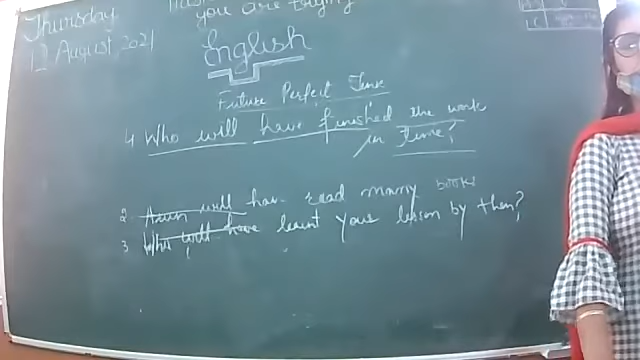 Thursday
you are trying
12 August, 2021
English
Future Perfect Tense
4 Who will have finished the work
in time?
2. Arun will have read many books
3 Who will have learnt your lesson by then?